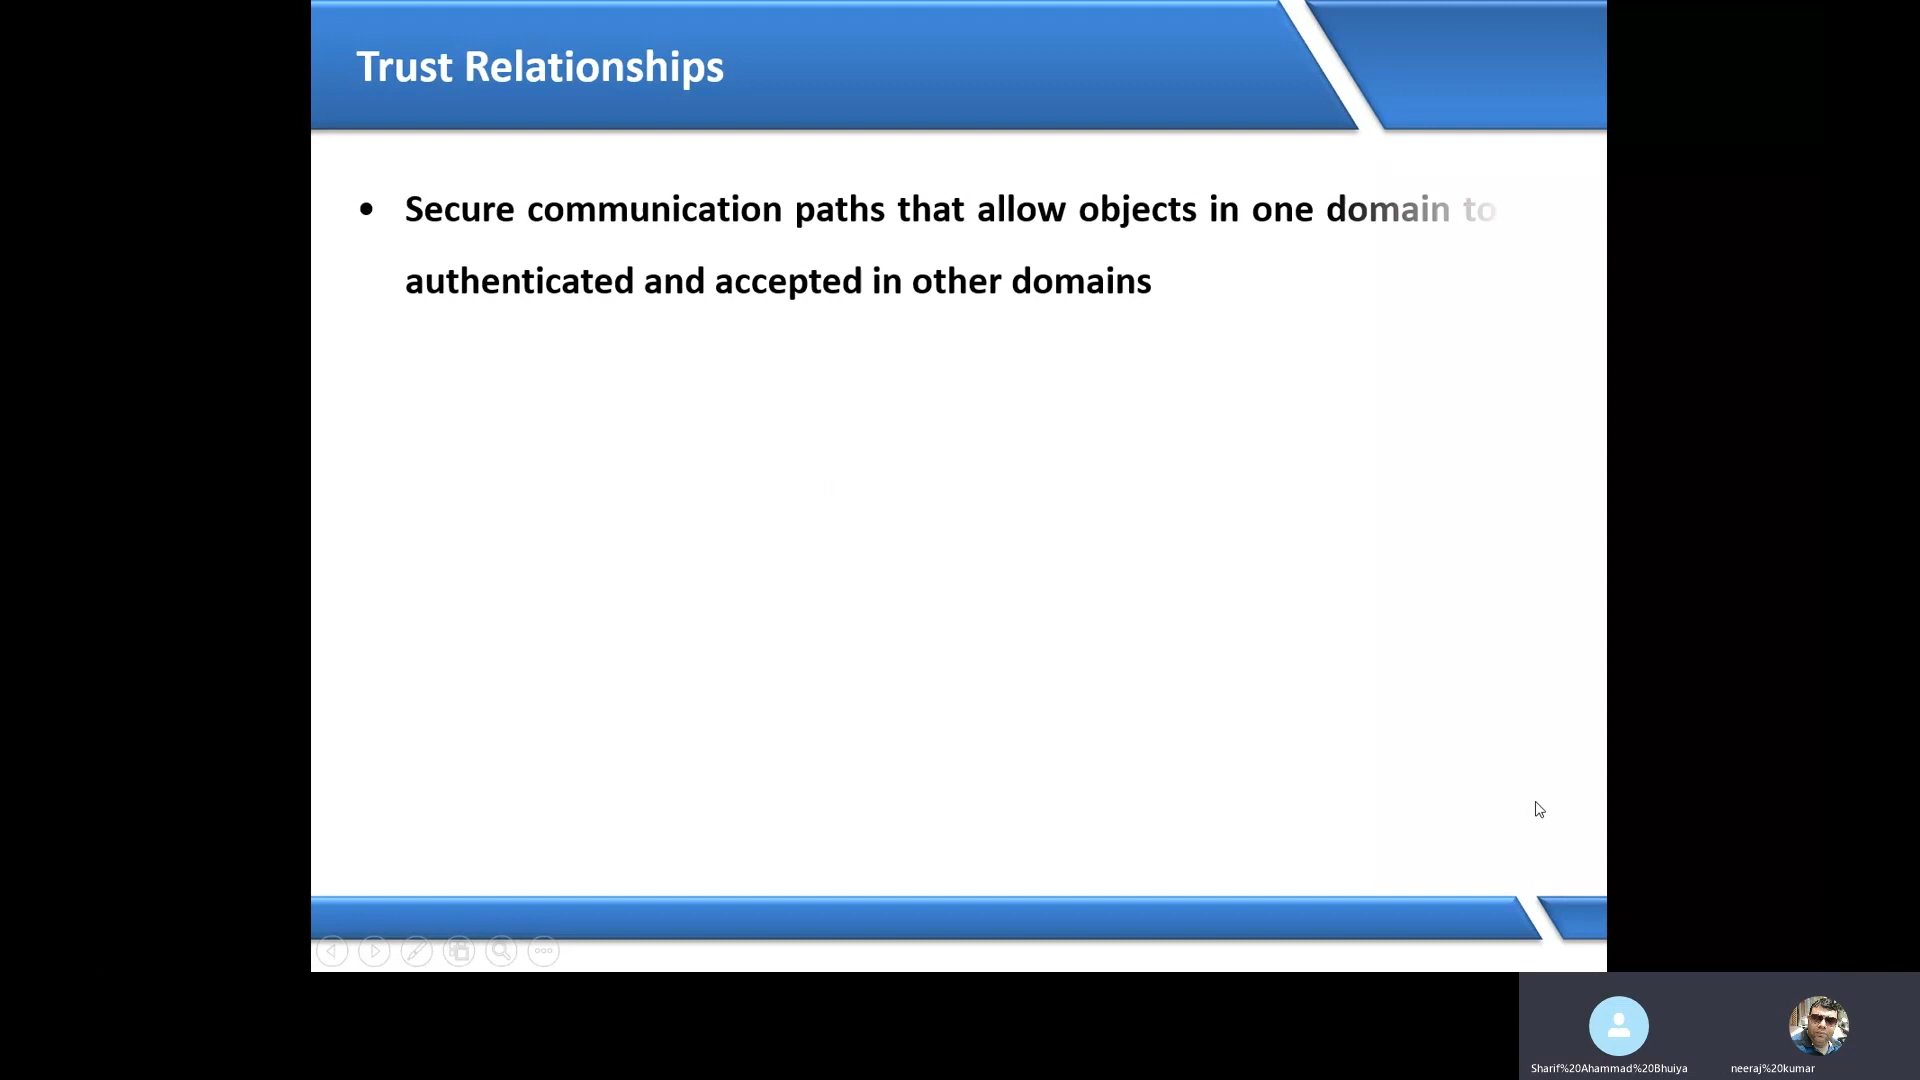 Trust Relationships
• Secure communication paths that allow objects in one domain to
authenticated and accepted in other domains
Sharif%20Ahammad%20Bhuiya
neeraj%20kumar